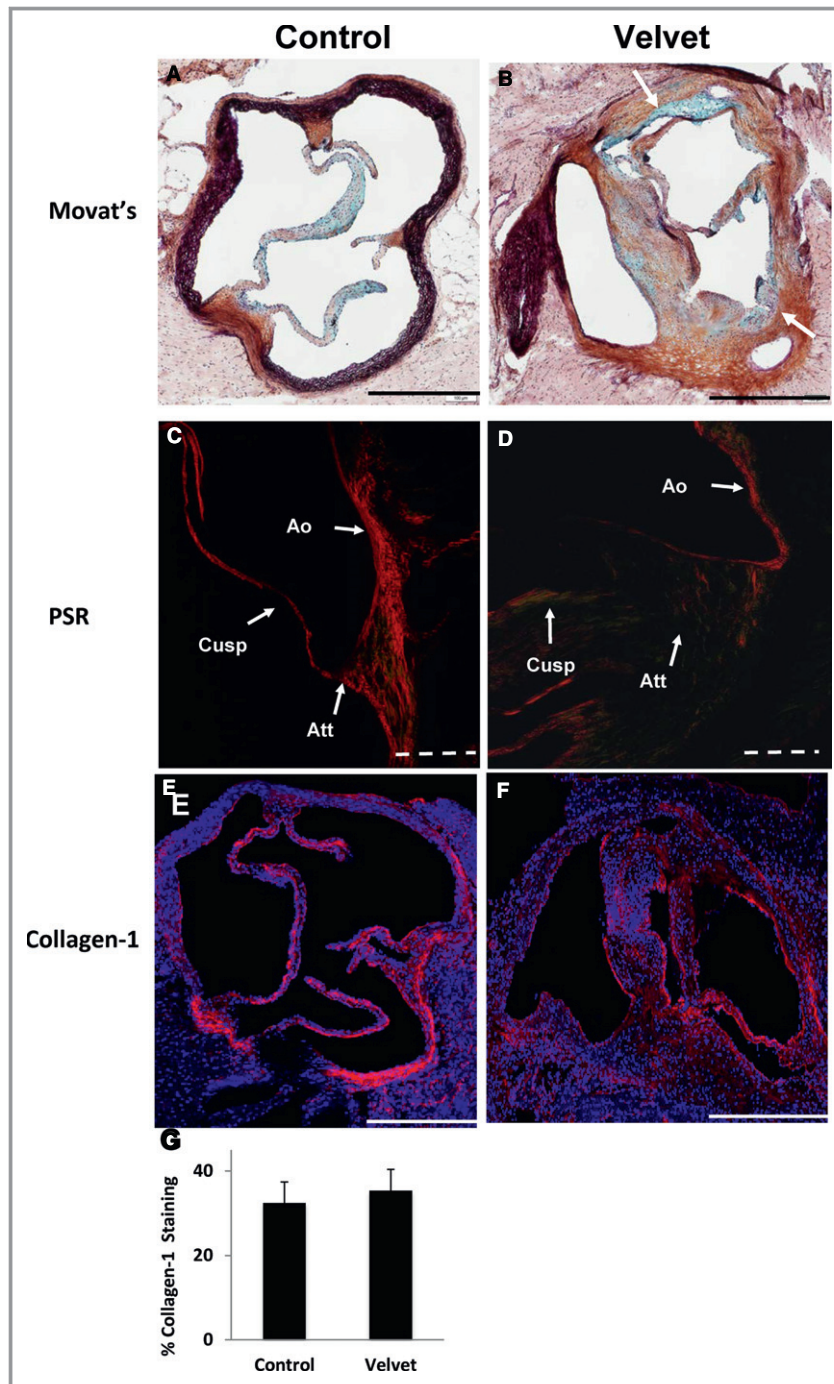 Control Velvet
A B
Movat's
C D
Ao Ao
PSR
Cusp Cusp
Att Att
E F
E
Collagen-1
G
% Collagen-1 Staining
40
20
0
Control Velvet